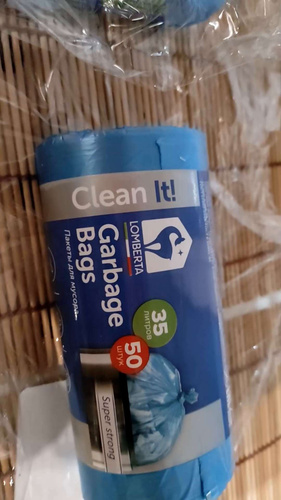 Clean It!
LOMBERTA
Garbage
Bags
Пакеты для мусора
35
литров
50
штук
Super strong